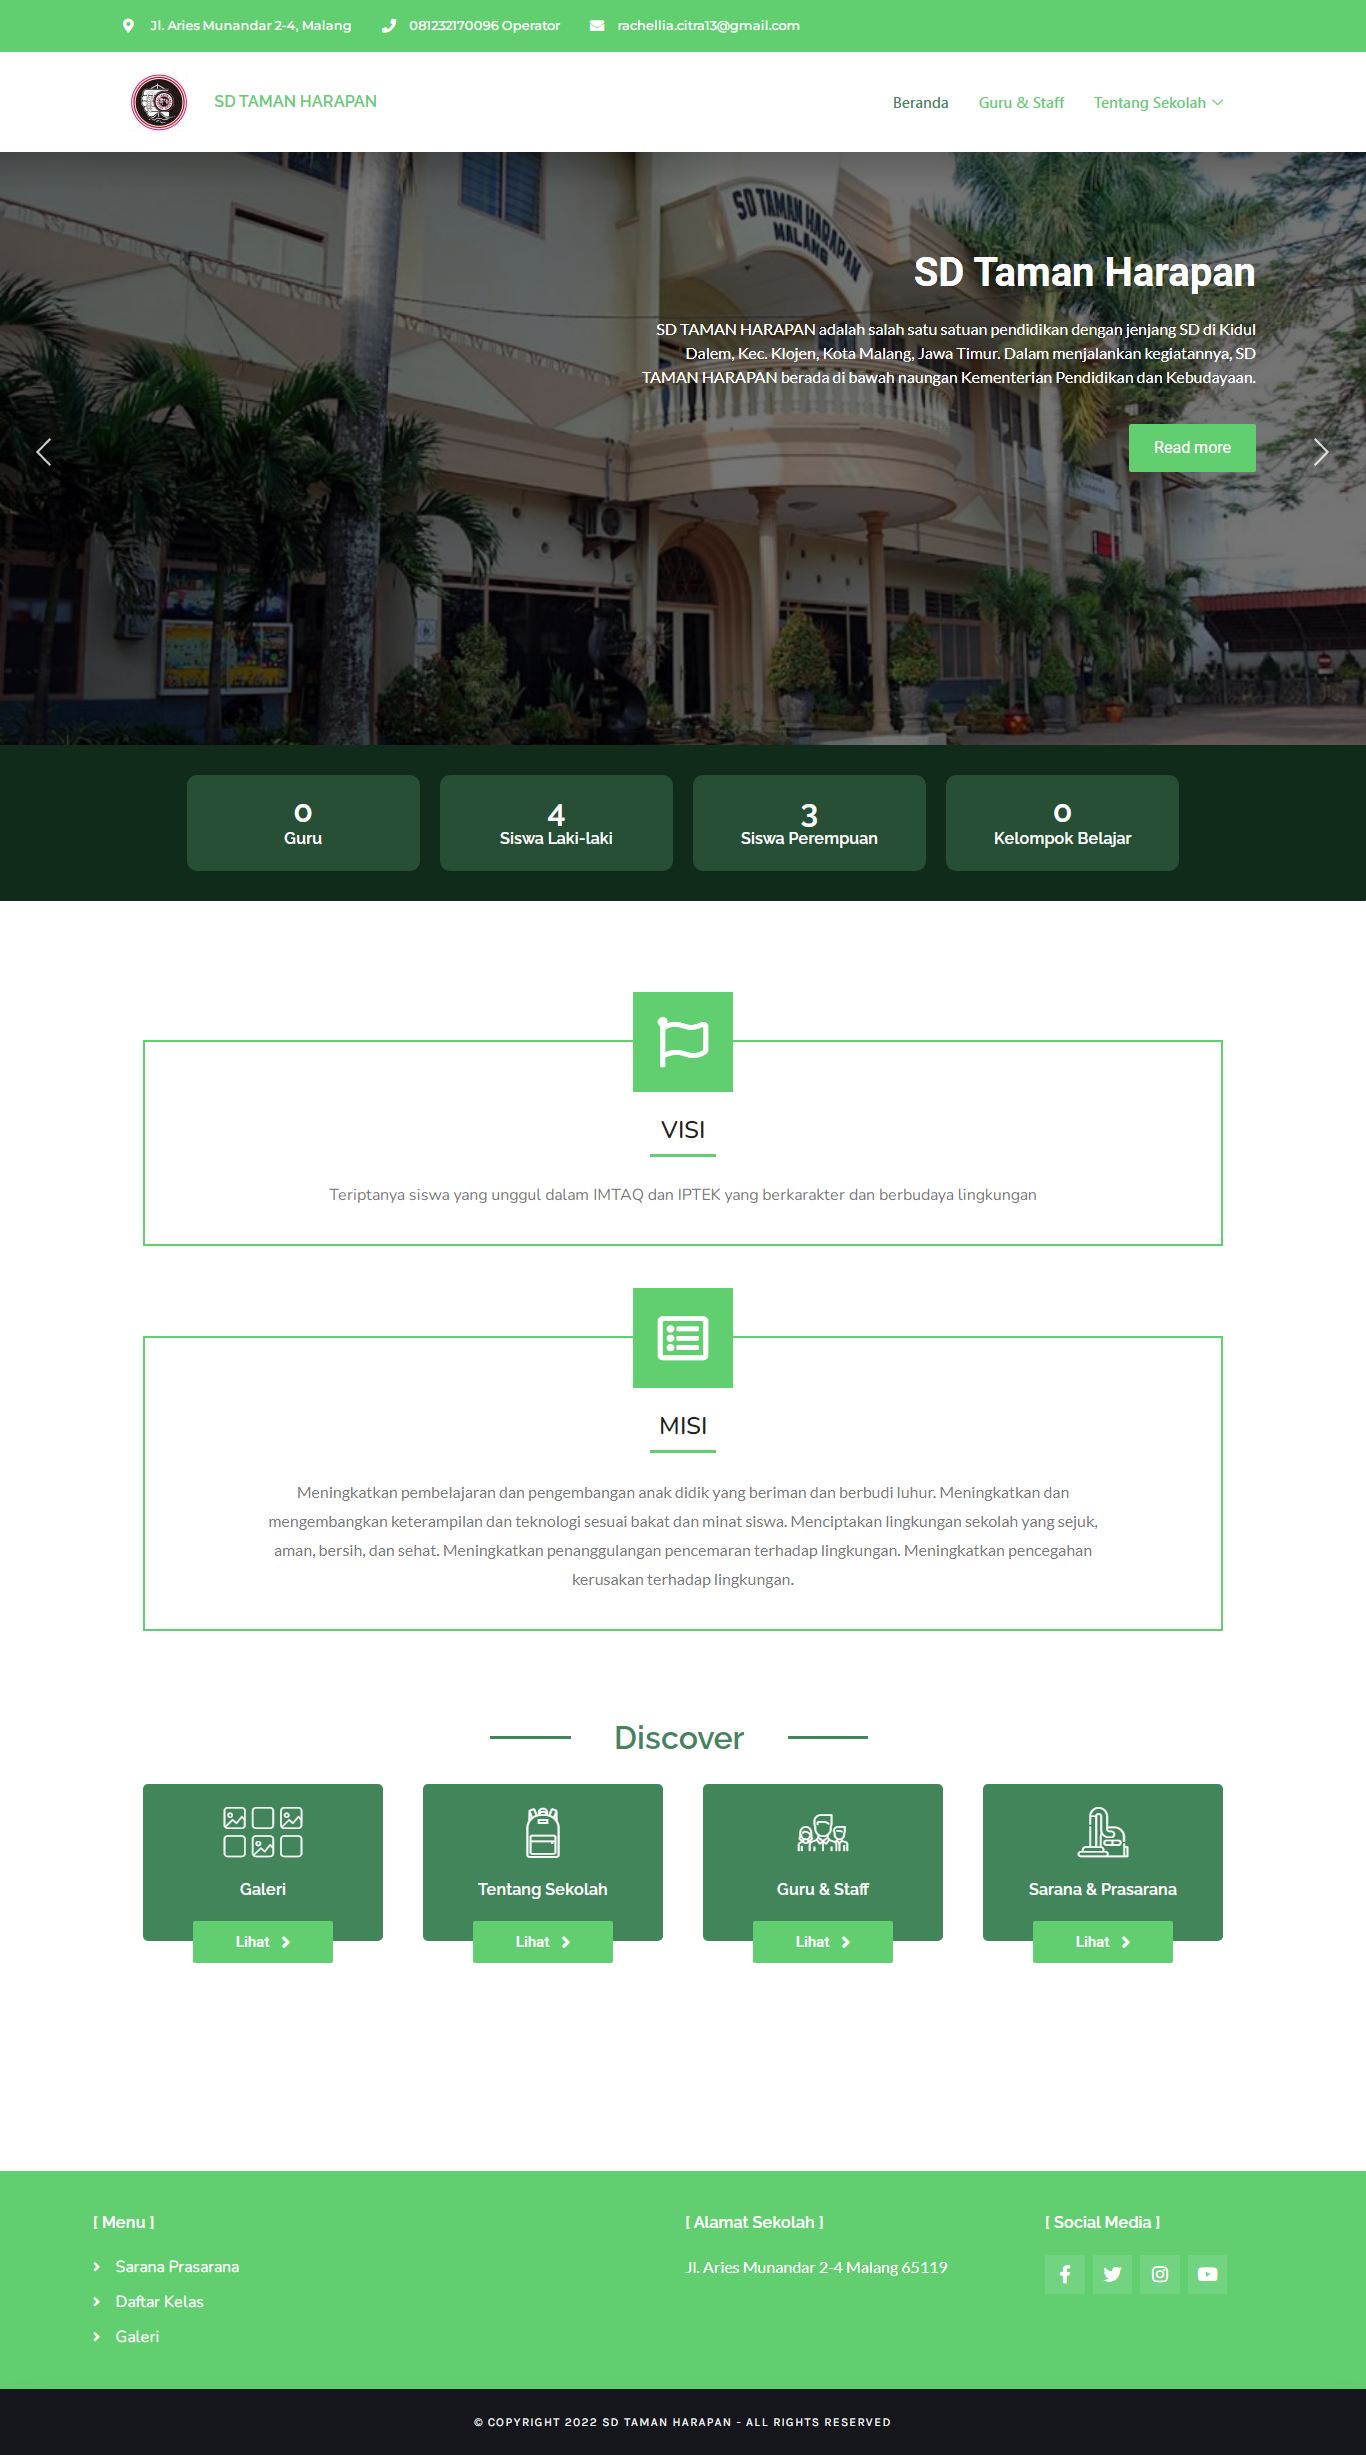 Jl. Aries Munandar 2-4, Malang
081232170096 Operator
rachellia.citra13@gmail.com
SD TAMAN HARAPAN
Beranda
Guru & Staff
Tentang Sekolah
SD TAMAN HARAPAN
MALANG
SD Taman Harapan
SD TAMAN HARAPAN adalah salah satu satuan pendidikan dengan jenjang SD di Kidul
Dalem, Kec. Klojen, Kota Malang, Jawa Timur. Dalam menjalankan kegiatannya, SD
TAMAN HARAPAN berada di bawah naungan Kementerian Pendidikan dan Kebudayaan.
Read more
0
Guru
4
Siswa Laki-laki
3
Siswa Perempuan
0
Kelompok Belajar
VISI
Teriptanya siswa yang unggul dalam IMTAQ dan IPTEK yang berkarakter dan berbudaya lingkungan
MISI
Meningkatkan pembelajaran dan pengembangan anak didik yang beriman dan berbudi luhur. Meningkatkan dan
mengembangkan keterampilan dan teknologi sesuai bakat dan minat siswa. Menciptakan lingkungan sekolah yang sejuk,
aman, bersih, dan sehat. Meningkatkan penanggulangan pencemaran terhadap lingkungan. Meningkatkan pencegahan
kerusakan terhadap lingkungan.
Discover
Galeri
Lihat
Tentang Sekolah
Lihat
Guru & Staff
Lihat
Sarana & Prasarana
Lihat
[ Menu ]
Sarana Prasarana
Daftar Kelas
Galeri
[ Alamat Sekolah ]
Jl. Aries Munandar 2-4 Malang 65119
[ Social Media ]
© COPYRIGHT 2022 SD TAMAN HARAPAN - ALL RIGHTS RESERVED